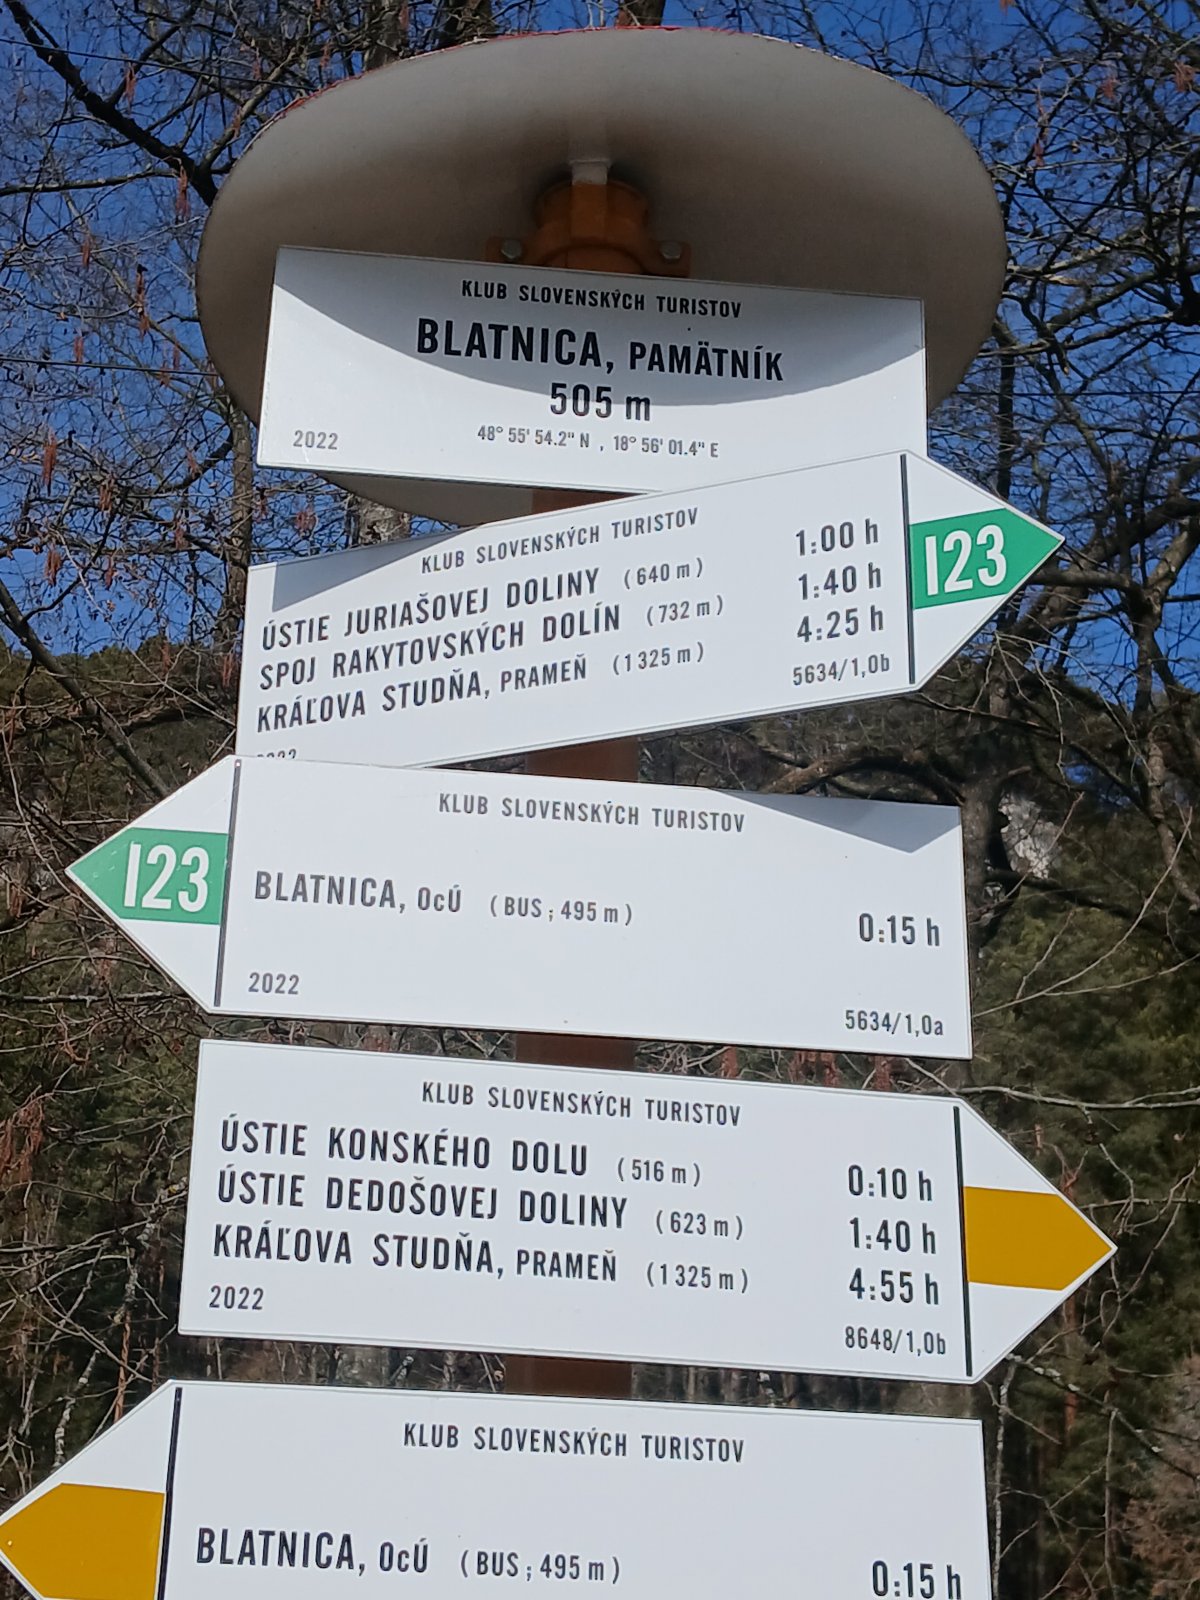 KLUB SLOVENSKÝCH TURISTOV
BLATNICA, PAMÄTNÍK
505 m
48° 55' 54.2" N , 18° 56' 01.4" E
2022
KLUB SLOVENSKÝCH TURISTOV
ÚSTIE JURIAŠOVEJ DOLINY (640 m) 1:00 h
SPOJ RAKYTOVSKÝCH DOLÍN (732 m) 1:40 h
KRÁĽOVA STUDŇA, PRAMEŇ (1 325 m) 4:25 h
5634/1,0b
I23
KLUB SLOVENSKÝCH TURISTOV
I23
BLATNICA, OcÚ (BUS; 495 m) 0:15 h
2022
5634/1,0a
KLUB SLOVENSKÝCH TURISTOV
ÚSTIE KONSKÉHO DOLU (516 m) 0:10 h
ÚSTIE DEDOŠOVEJ DOLINY (623 m) 1:40 h
KRÁĽOVA STUDŇA, PRAMEŇ (1 325 m) 4:55 h
2022
8648/1,0b
KLUB SLOVENSKÝCH TURISTOV
BLATNICA, OcÚ (BUS; 495 m) 0:15 h